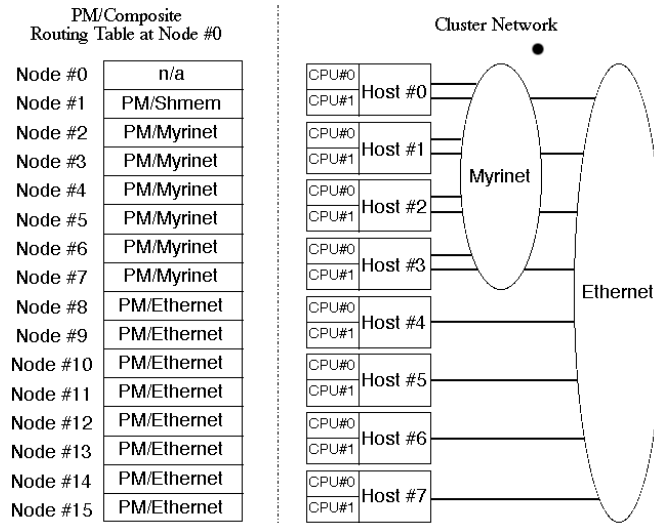 PM/Composite
Routing Table at Node #0
Node #0 n/a
Node #1 PM/Shmem
Node #2 PM/Myrinet
Node #3 PM/Myrinet
Node #4 PM/Myrinet
Node #5 PM/Myrinet
Node #6 PM/Myrinet
Node #7 PM/Myrinet
Node #8 PM/Ethernet
Node #9 PM/Ethernet
Node #10 PM/Ethernet
Node #11 PM/Ethernet
Node #12 PM/Ethernet
Node #13 PM/Ethernet
Node #14 PM/Ethernet
Node #15 PM/Ethernet
Cluster Network
CPU#0
CPU#1
Host #0
CPU#0
CPU#1
Host #1
CPU#0
CPU#1
Host #2
CPU#0
CPU#1
Host #3
CPU#0
CPU#1
Host #4
CPU#0
CPU#1
Host #5
CPU#0
CPU#1
Host #6
CPU#0
CPU#1
Host #7
Myrinet
Ethernet